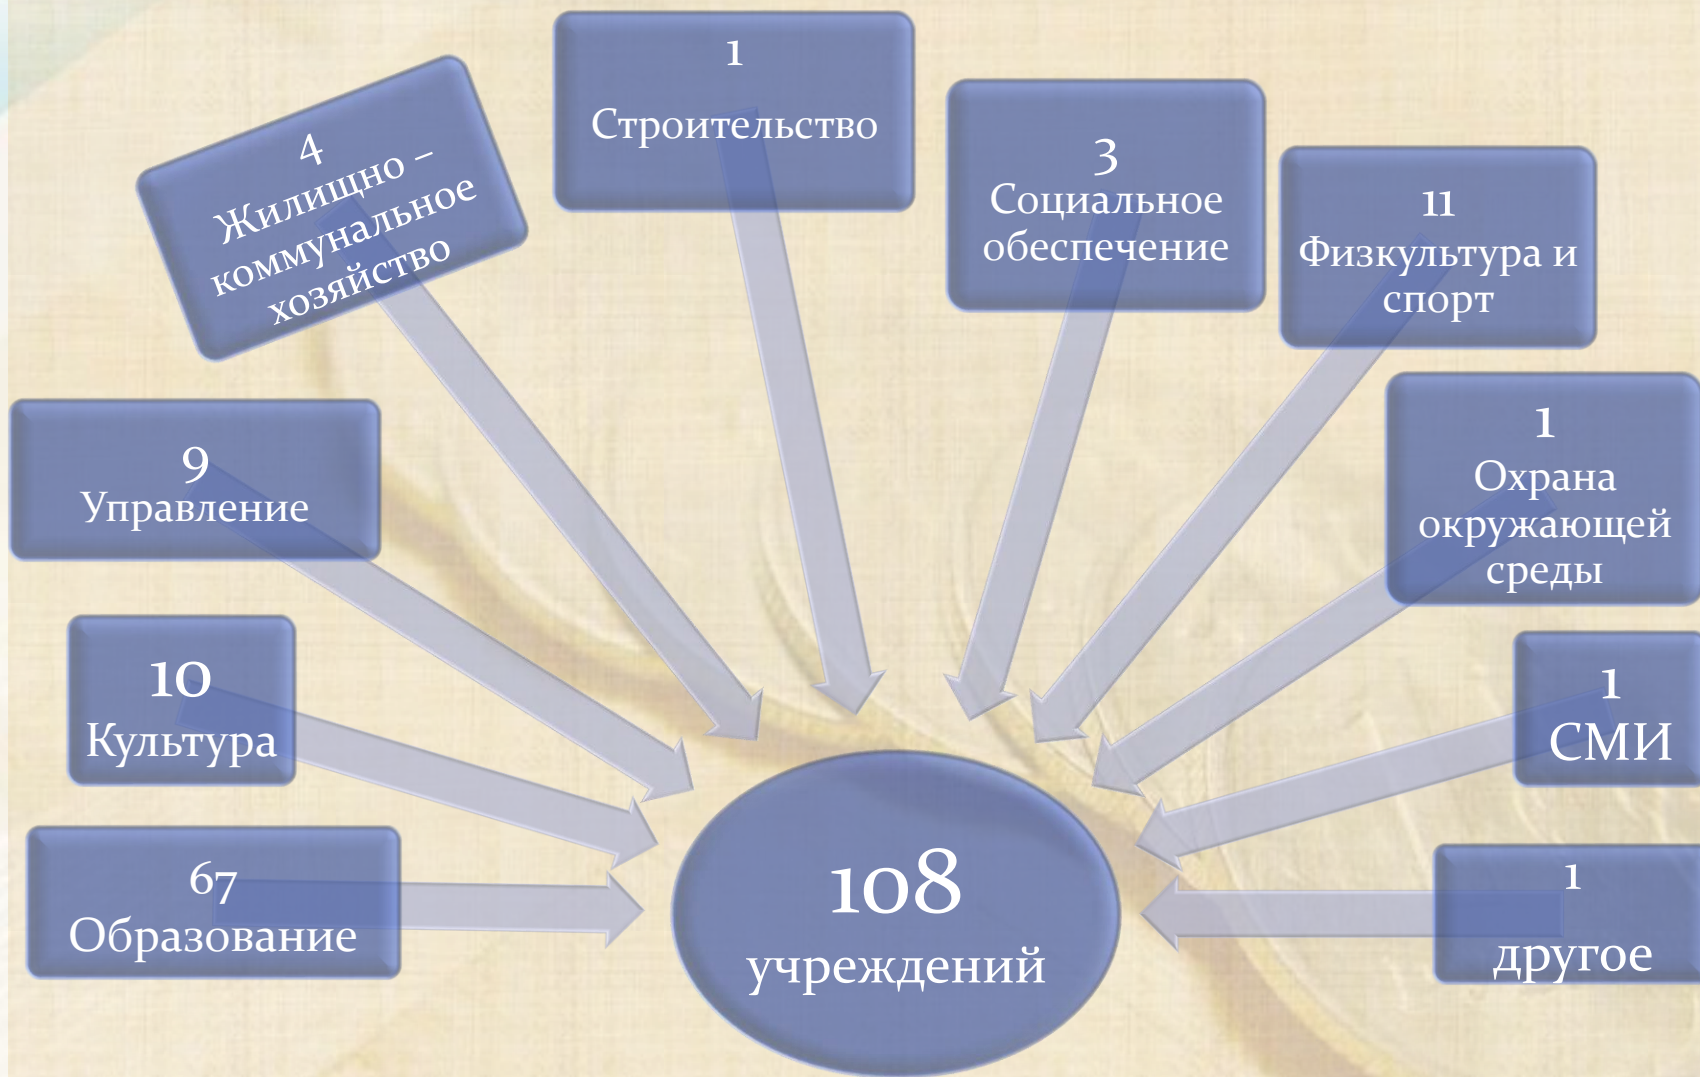 1
Строительство
4
Жилищно –
коммунальное
хозяйство
3
Социальное
обеспечение
11
Физкультура и
спорт
9
Управление
1
Охрана
окружающей
среды
10
Культура
1
СМИ
67
Образование
108
учреждений
1
другое